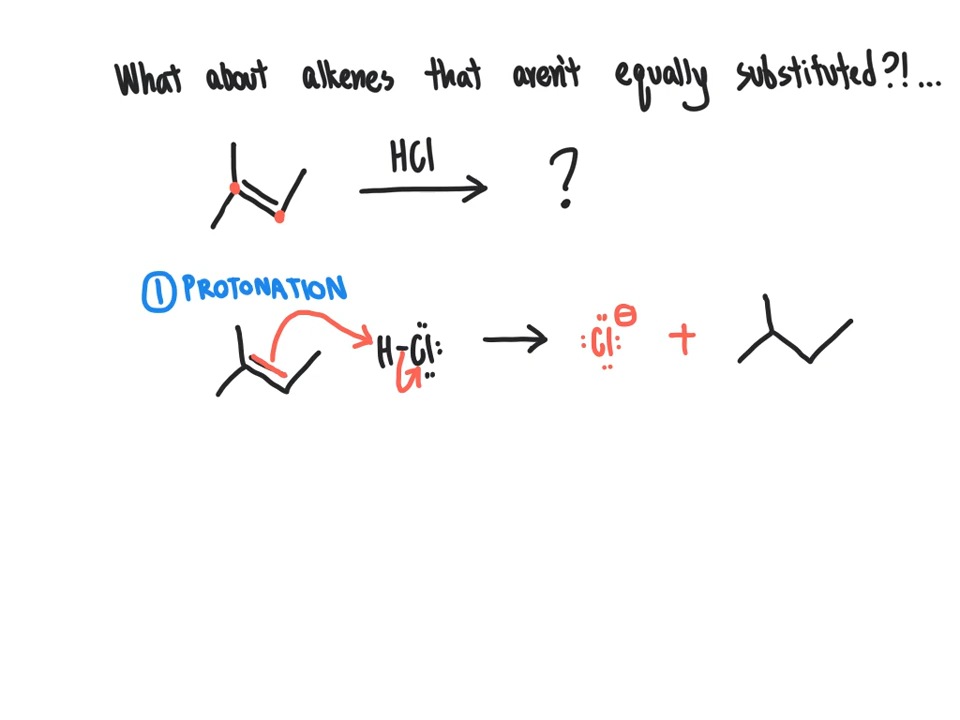 What about alkenes that aren't equally substituted?!...
HCl
?
① PROTONATION
H-Cl: :Cl: ⊖ +